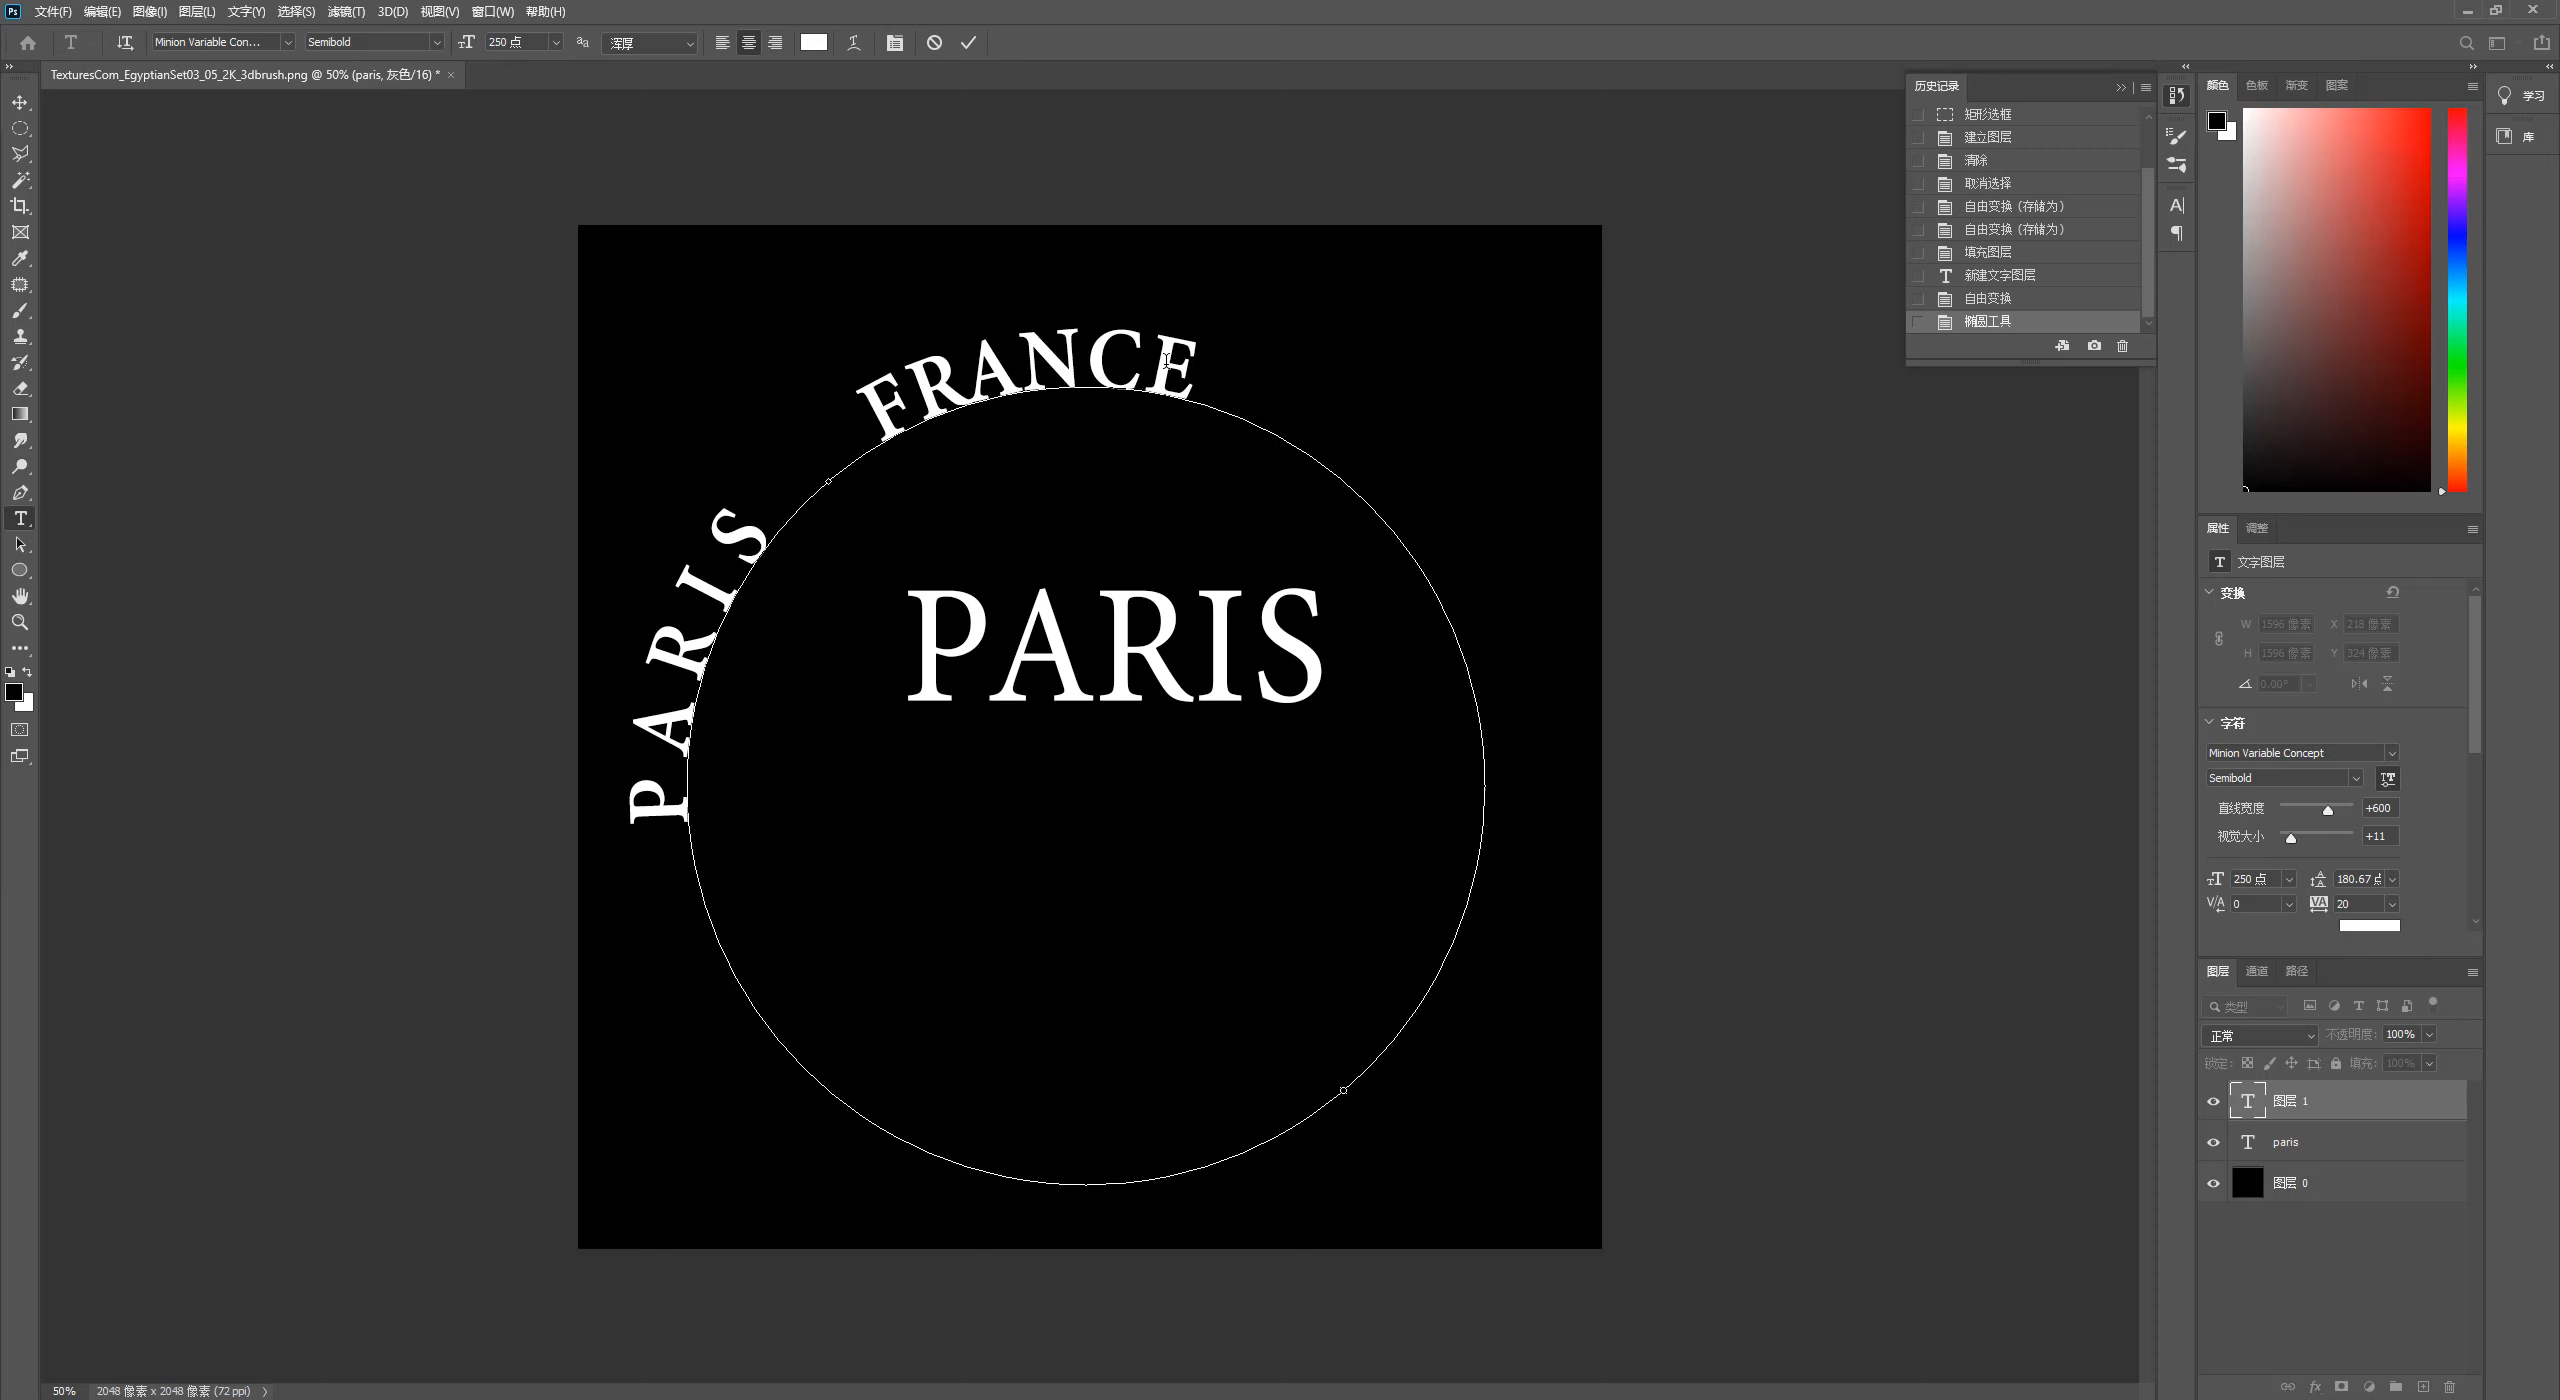 Ps 文件(F) 编辑(E) 图像(I) 图层(L) 文字(Y) 选择(S) 滤镜(T) 3D(D) 视图(V) 窗口(W) 帮助(H)
Minion Variable Con... Semibold 250 点 浑厚
TexturesCom_EgyptianSet03_05_2K_3dbrush.png @ 50% (paris, 灰色/16) * ×
历史记录
矩形选框
建立图层
清除
取消选择
自由变换 (存储为)
自由变换 (存储为)
填充图层
新建文字图层
自由变换
椭圆工具
PARIS FRANCE
PARIS
颜色 色板 渐变 图案
学习
库
属性 调整
文字图层
变换
W 1596 像素 X 218 像素
H 1596 像素 Y 324 像素
0.00°
字符
Minion Variable Concept
Semibold
直线宽度 +600
视觉大小 +11
250 点 180.67 点
0 20
图层 通道 路径
类型
正常 不透明度: 100%
锁定: 填充: 100%
图层 1
paris
图层 0
50% 2048 像素 x 2048 像素 (72 ppi)